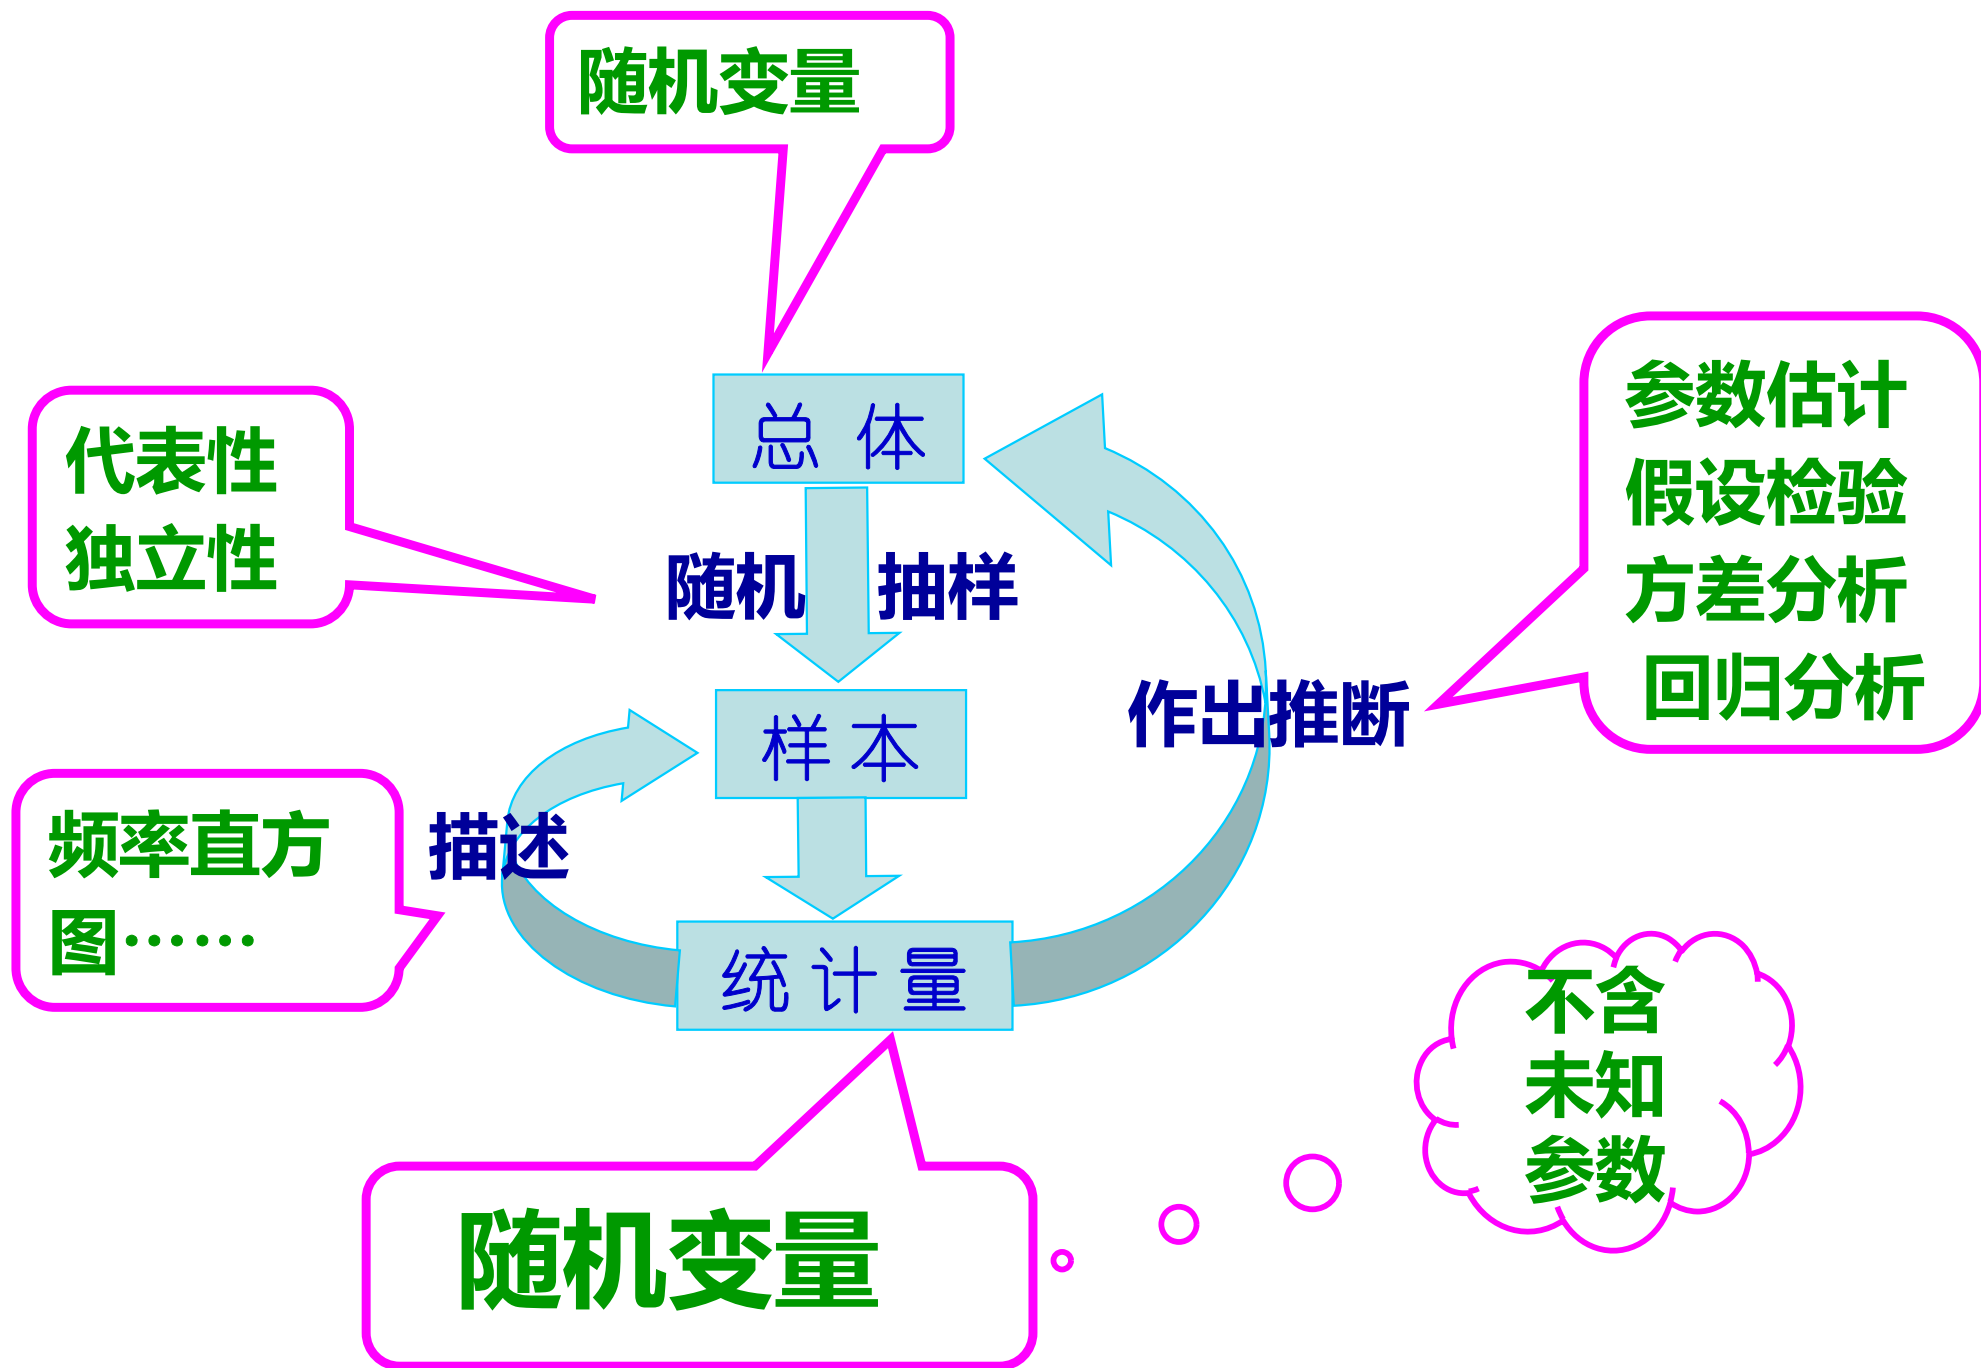 随机变量
总 体
代表性
独立性
随机 抽样
参数估计
假设检验
方差分析
回归分析
作出推断
样 本
描述
频率直方
图……
统 计 量
不含
未知
参数
随机变量